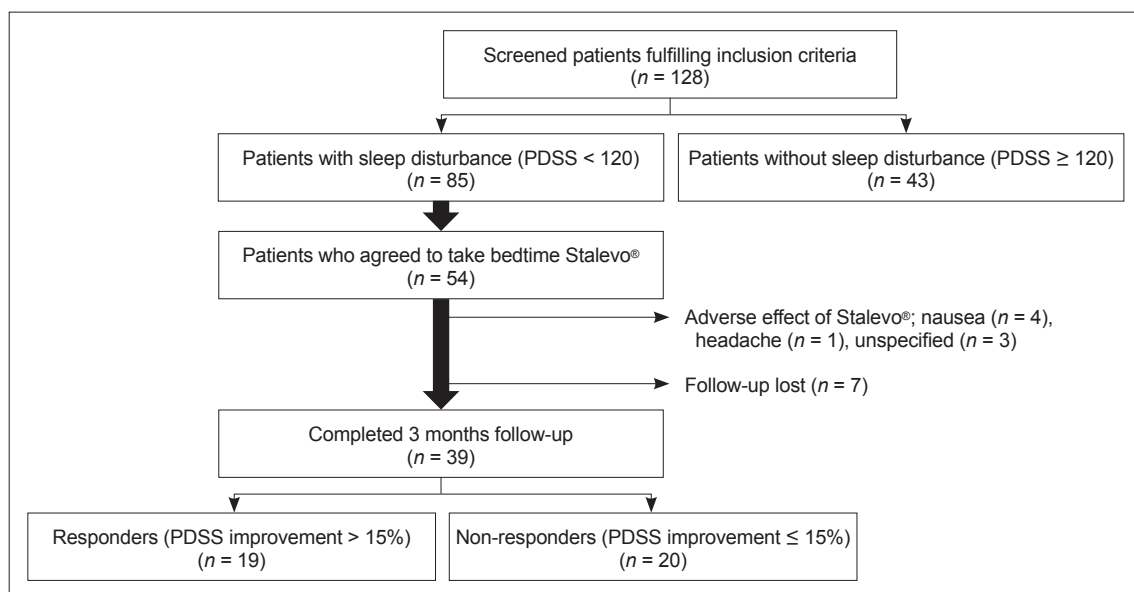 Screened patients fulfilling inclusion criteria
(n = 128)
Patients with sleep disturbance (PDSS < 120)
(n = 85)
Patients without sleep disturbance (PDSS ≥ 120)
(n = 43)
Patients who agreed to take bedtime Stalevo®
(n = 54)
Adverse effect of Stalevo®; nausea (n = 4),
headache (n = 1), unspecified (n = 3)
Follow-up lost (n = 7)
Completed 3 months follow-up
(n = 39)
Responders (PDSS improvement > 15%)
(n = 19)
Non-responders (PDSS improvement ≤ 15%)
(n = 20)